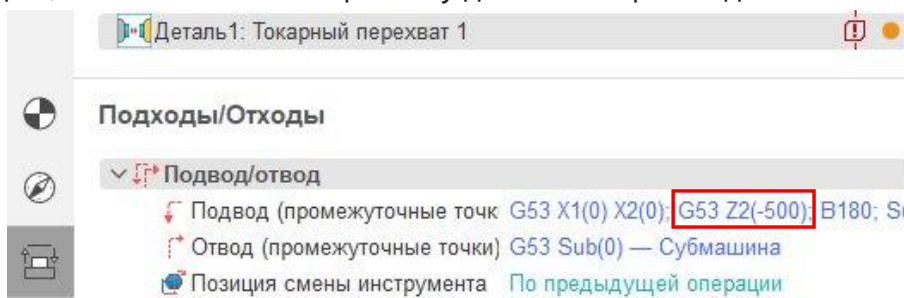 Деталь1: Токарный перехват 1
Подходы/Отходы
Подвод/отвод
Подвод (промежуточные точк G53 X1(0) X2(0); G53 Z2(-500); B180; S
Отвод (промежуточные точки) G53 Sub(0) — Субмашина
Позиция смены инструмента По предыдущей операции